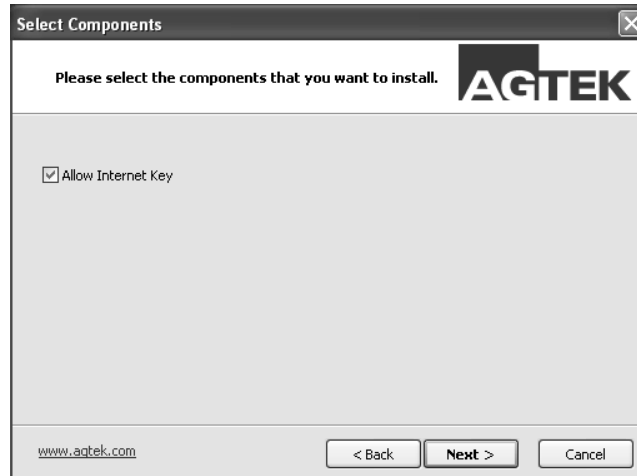 Select Components
Please select the components that you want to install.
AGTEK
Allow Internet Key
www.agtek.com
< Back
Next >
Cancel